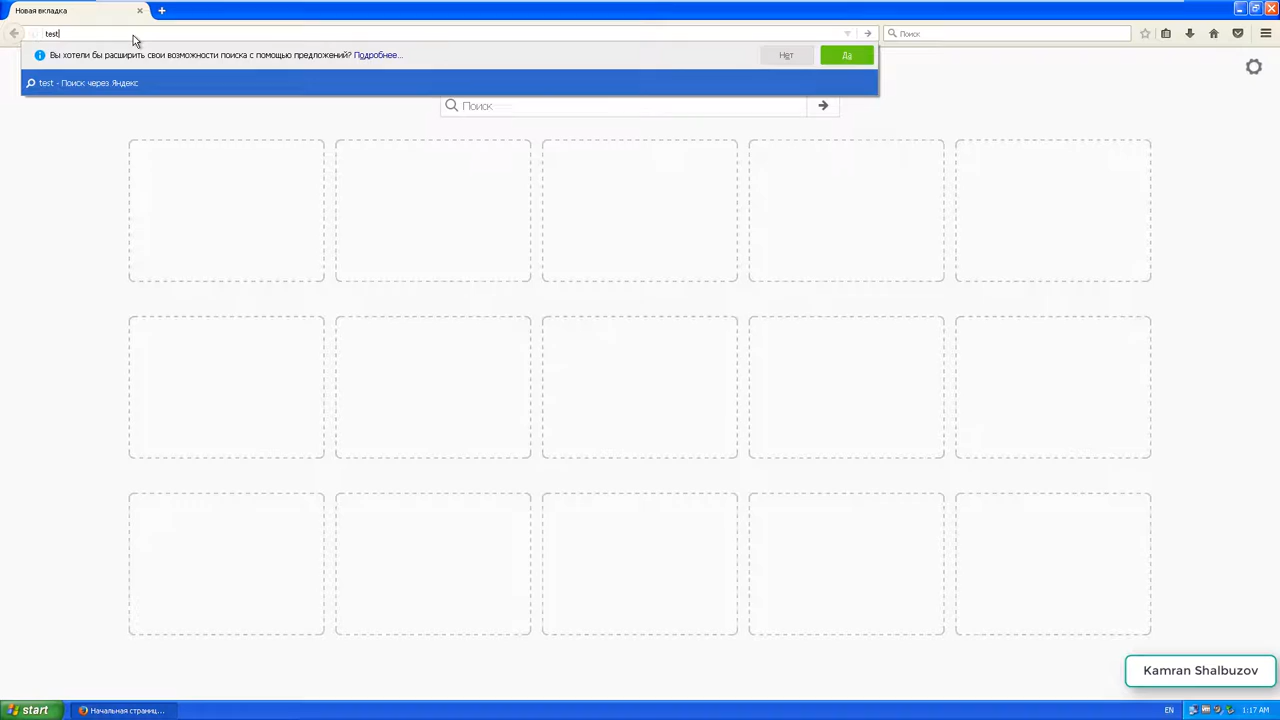 Новая вкладка
test
Поиск
Вы хотели бы расширить свои возможности поиска с помощью предложений? Подробнее...
Нет
Да
test - Поиск через Яндекс
Поиск
Kamran Shalbuzov
start
Начальная страниц...
EN
1:17 AM